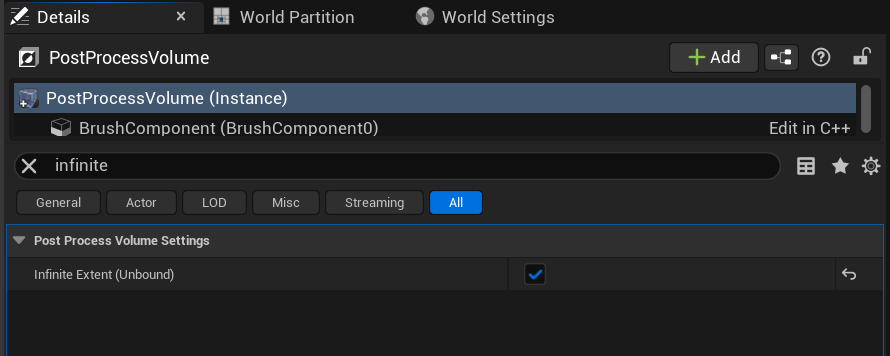 Details
World Partition
World Settings
PostProcessVolume
Add
PostProcessVolume (Instance)
BrushComponent (BrushComponent0)
Edit in C++
infinite
General
Actor
LOD
Misc
Streaming
All
Post Process Volume Settings
Infinite Extent (Unbound)